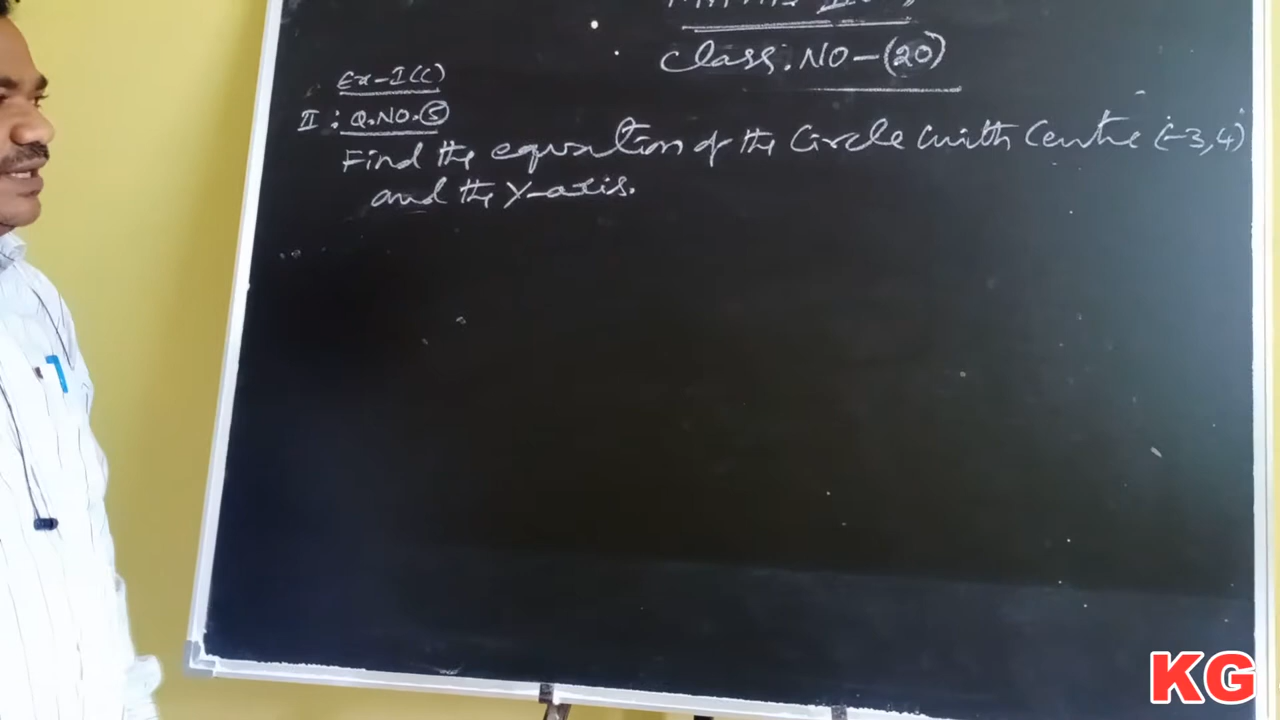 Class: NO-(20)
Ex-I(c)
II: Q.NO.(5)
Find the equation of the Circle with Centre (-3,4)
and the Y-axis.
KG